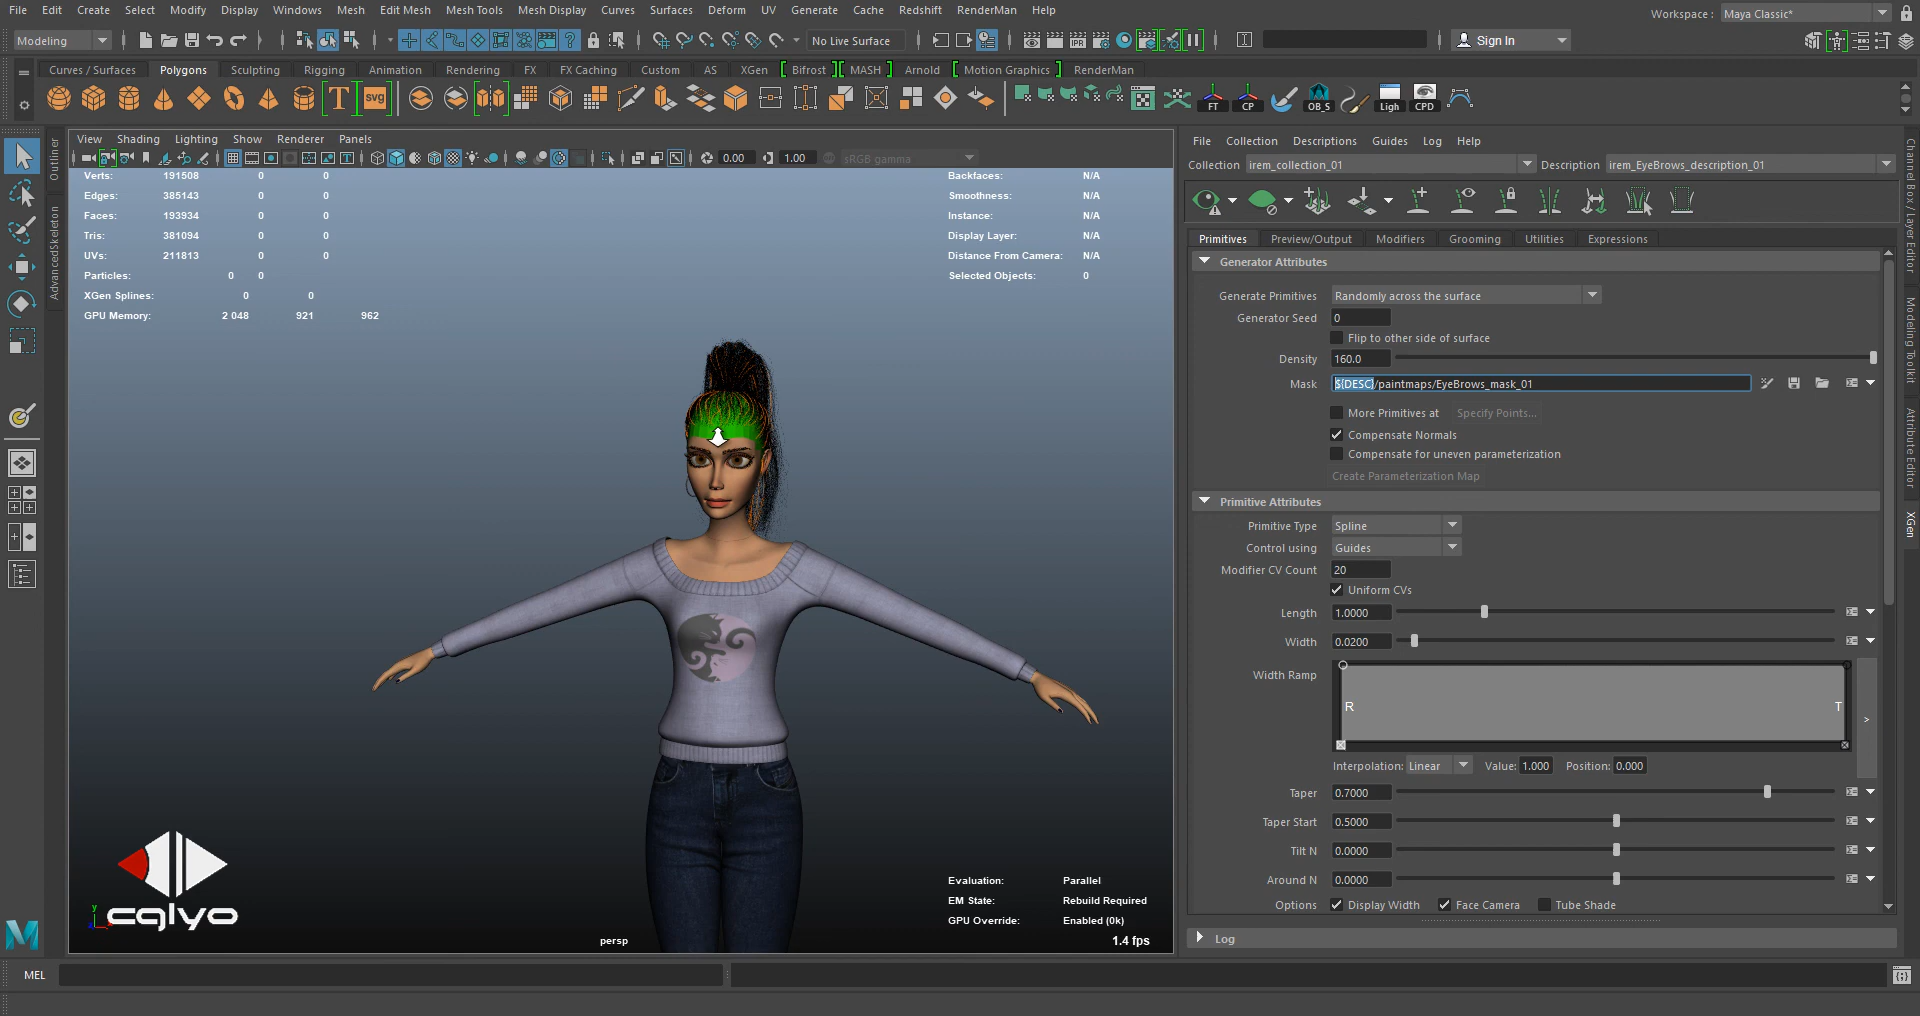 File Edit Create Select Modify Display Windows Mesh Edit Mesh Mesh Tools Mesh Display Curves Surfaces Deform UV Generate Cache Redshift RenderMan Help
Workspace : Maya Classic*
Modeling No Live Surface Sign In
Curves / Surfaces Polygons Sculpting Rigging Animation Rendering FX FX Caching Custom AS XGen Bifrost MASH Arnold Motion Graphics RenderMan
T svg FT CP OB_S Ligh CPD
View Shading Lighting Show Renderer Panels
IPR
0.00 1.00 sRGB gamma
Outliner
AdvancedSkeleton
Verts: 191508 0 0
Edges: 385143 0 0
Faces: 193934 0 0
Tris: 381094 0 0
UVs: 211813 0 0
Particles: 0 0
XGen Splines: 0 0
GPU Memory: 2 048 921 962
Backfaces: N/A
Smoothness: N/A
Instance: N/A
Display Layer: N/A
Distance From Camera: N/A
Selected Objects: 0
Evaluation: Parallel
EM State: Rebuild Required
GPU Override: Enabled (0k)
persp
1.4 fps
cglyo
y
File Collection Descriptions Guides Log Help
Collection irem_collection_01 Description irem_EyeBrows_description_01
Primitives Preview/Output Modifiers Grooming Utilities Expressions
Generator Attributes
Generate Primitives Randomly across the surface
Generator Seed 0
Flip to other side of surface
Density 160.0
Mask ${DESC}/paintmaps/EyeBrows_mask_01
More Primitives at Specify Points...
Compensate Normals
Compensate for uneven parameterization
Create Parameterization Map
Primitive Attributes
Primitive Type Spline
Control using Guides
Modifier CV Count 20
Uniform CVs
Length 1.0000
Width 0.0200
Width Ramp
R T
>
Interpolation: Linear Value: 1.000 Position: 0.000
Taper 0.7000
Taper Start 0.5000
Tilt N 0.0000
Around N 0.0000
Options Display Width Face Camera Tube Shade
Log
Channel Box / Layer Editor
Modeling Toolkit
Attribute Editor
XGen
M
MEL